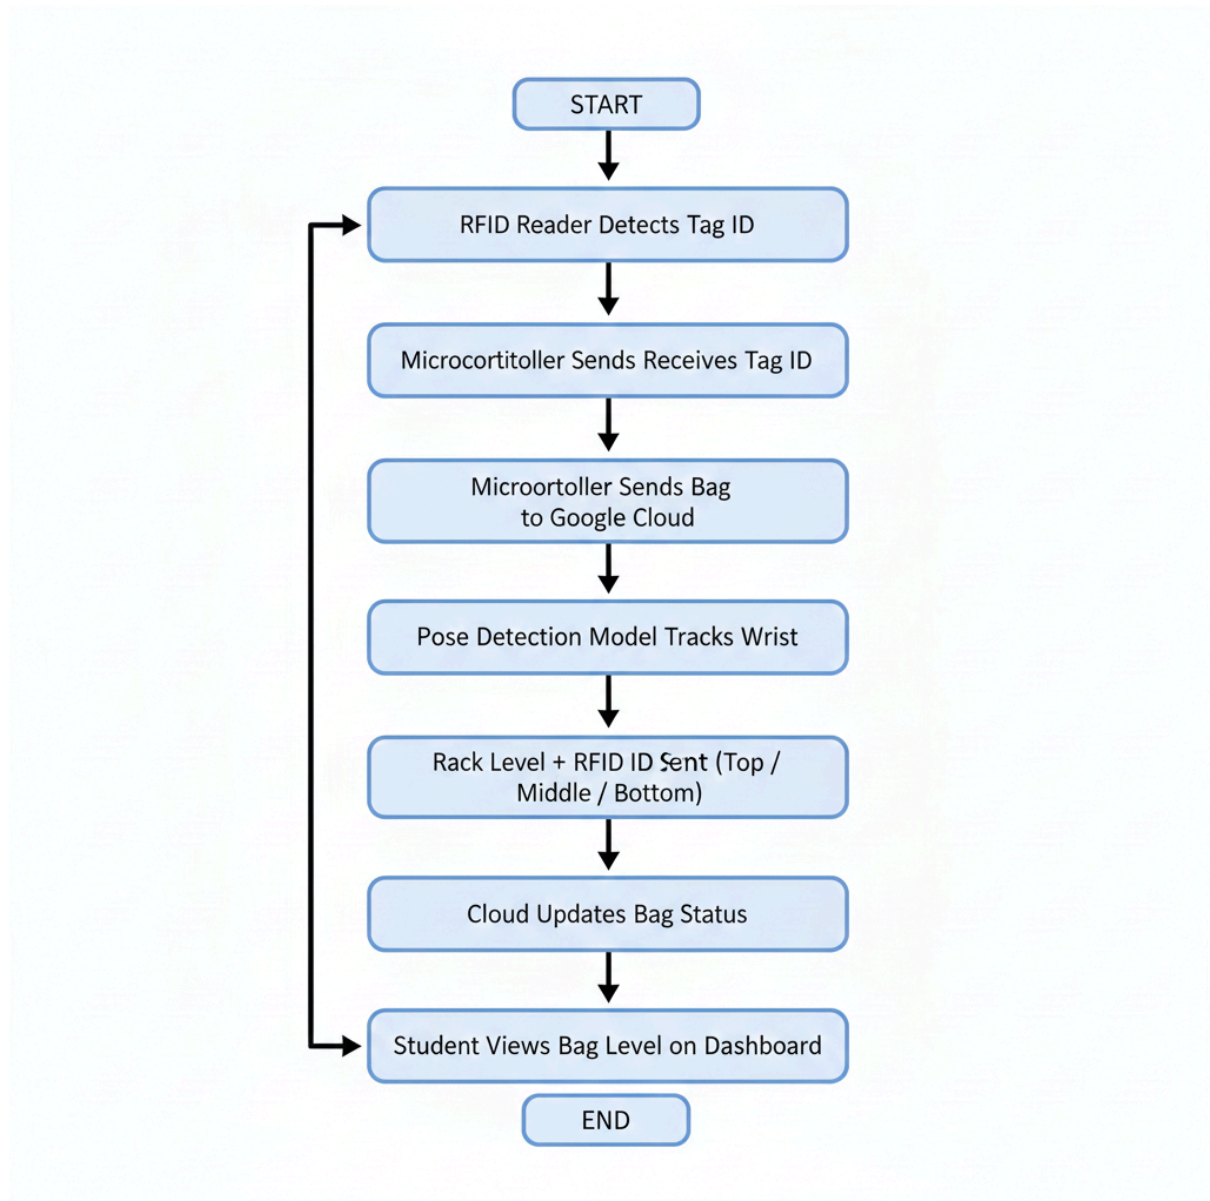 START
RFID Reader Detects Tag ID
Microcortitoller Sends Receives Tag ID
Microortoller Sends Bag
to Google Cloud
Pose Detection Model Tracks Wrist
Rack Level + RFID ID Sent (Top /
Middle / Bottom)
Cloud Updates Bag Status
Student Views Bag Level on Dashboard
END